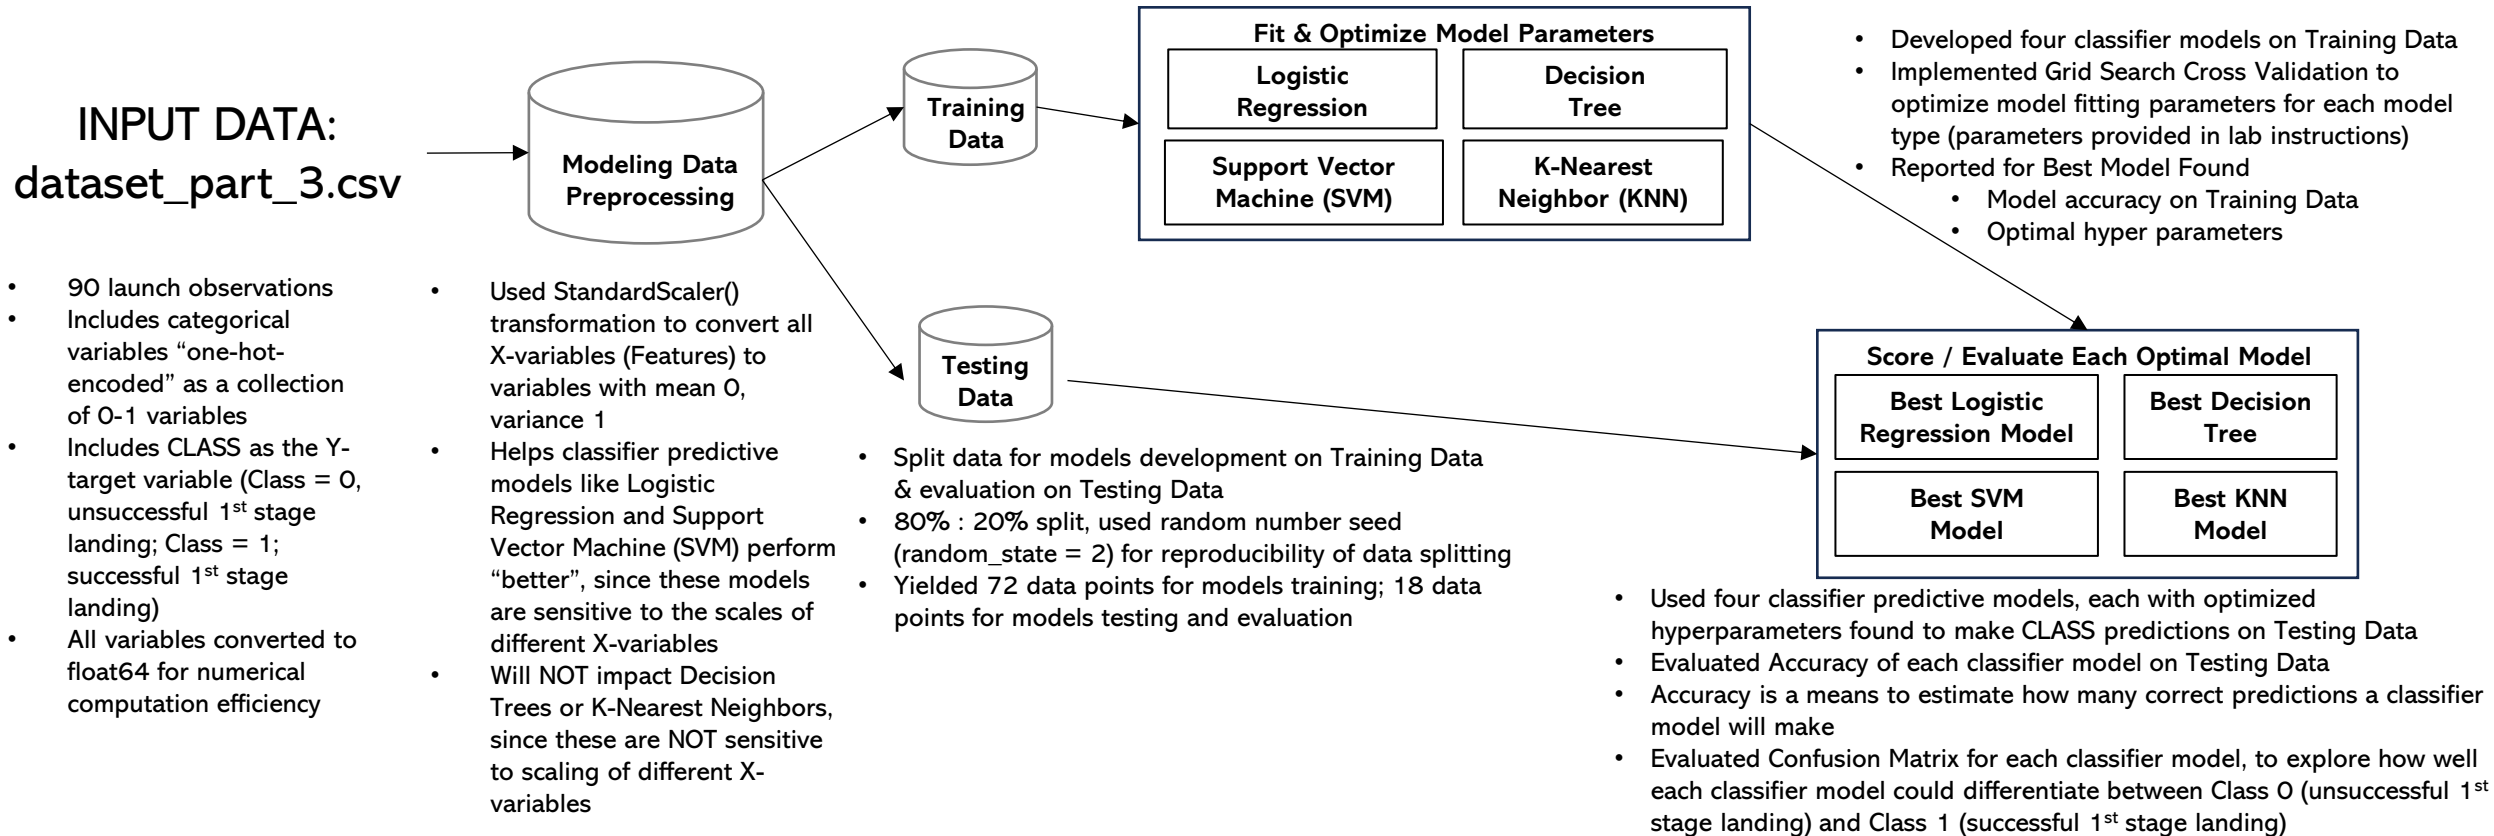 INPUT DATA:
dataset_part_3.csv
• 90 launch observations
• Includes categorical
variables “one-hot-
encoded” as a collection
of 0-1 variables
• Includes CLASS as the Y-
target variable (Class = 0,
unsuccessful 1st stage
landing; Class = 1;
successful 1st stage
landing)
• All variables converted to
float64 for numerical
computation efficiency
Modeling Data
Preprocessing
• Used StandardScaler()
transformation to convert all
X-variables (Features) to
variables with mean 0,
variance 1
• Helps classifier predictive
models like Logistic
Regression and Support
Vector Machine (SVM) perform
“better”, since these models
are sensitive to the scales of
different X-variables
• Will NOT impact Decision
Trees or K-Nearest Neighbors,
since these are NOT sensitive
to scaling of different X-
variables
Training
Data
Testing
Data
• Split data for models development on Training Data
& evaluation on Testing Data
• 80% : 20% split, used random number seed
(random_state = 2) for reproducibility of data splitting
• Yielded 72 data points for models training; 18 data
points for models testing and evaluation
Fit & Optimize Model Parameters
Logistic
Regression
Decision
Tree
Support Vector
Machine (SVM)
K-Nearest
Neighbor (KNN)
• Developed four classifier models on Training Data
• Implemented Grid Search Cross Validation to
optimize model fitting parameters for each model
type (parameters provided in lab instructions)
• Reported for Best Model Found
• Model accuracy on Training Data
• Optimal hyper parameters
Score / Evaluate Each Optimal Model
Best Logistic
Regression Model
Best Decision
Tree
Best SVM
Model
Best KNN
Model
• Used four classifier predictive models, each with optimized
hyperparameters found to make CLASS predictions on Testing Data
• Evaluated Accuracy of each classifier model on Testing Data
• Accuracy is a means to estimate how many correct predictions a classifier
model will make
• Evaluated Confusion Matrix for each classifier model, to explore how well
each classifier model could differentiate between Class 0 (unsuccessful 1st
stage landing) and Class 1 (successful 1st stage landing)